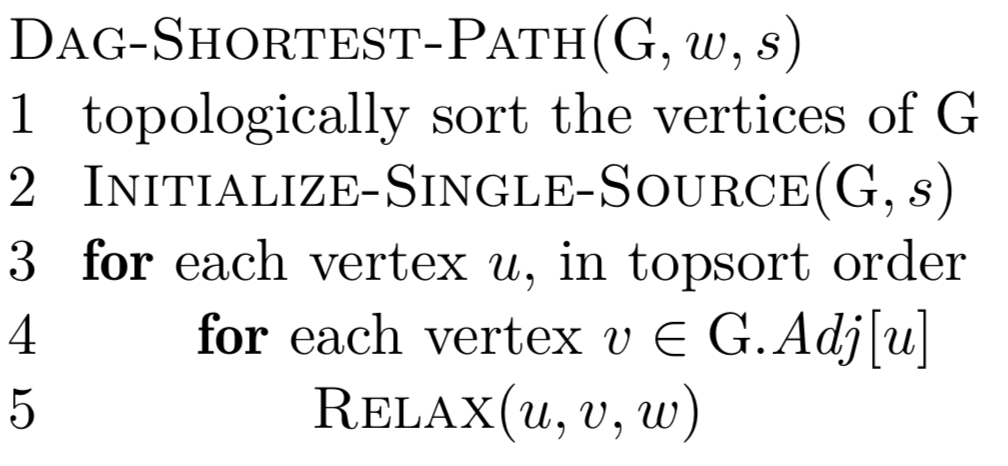 DAG-SHORTEST-PATH(G, w, s)
1 topologically sort the vertices of G
2 INITIALIZE-SINGLE-SOURCE(G, s)
3 for each vertex u, in topsort order
4 for each vertex v ∈ G.Adj[u]
5 RELAX(u, v, w)